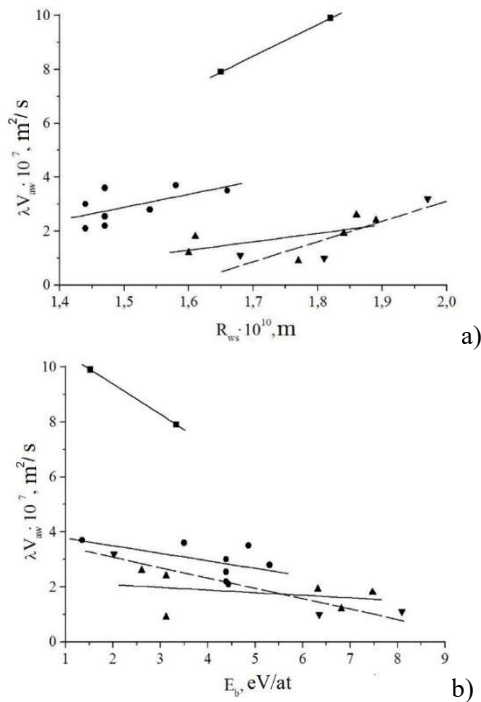 10
8
6
4
2
0
λV_aw · 10⁻⁷, m²/s
1,4 1,5 1,6 1,7 1,8 1,9 2,0
R_ws·10¹⁰, m
a)
10
8
6
4
2
0
λV_aw · 10⁻⁷, m²/s
1 2 3 4 5 6 7 8 9
E_b, eV/at
b)